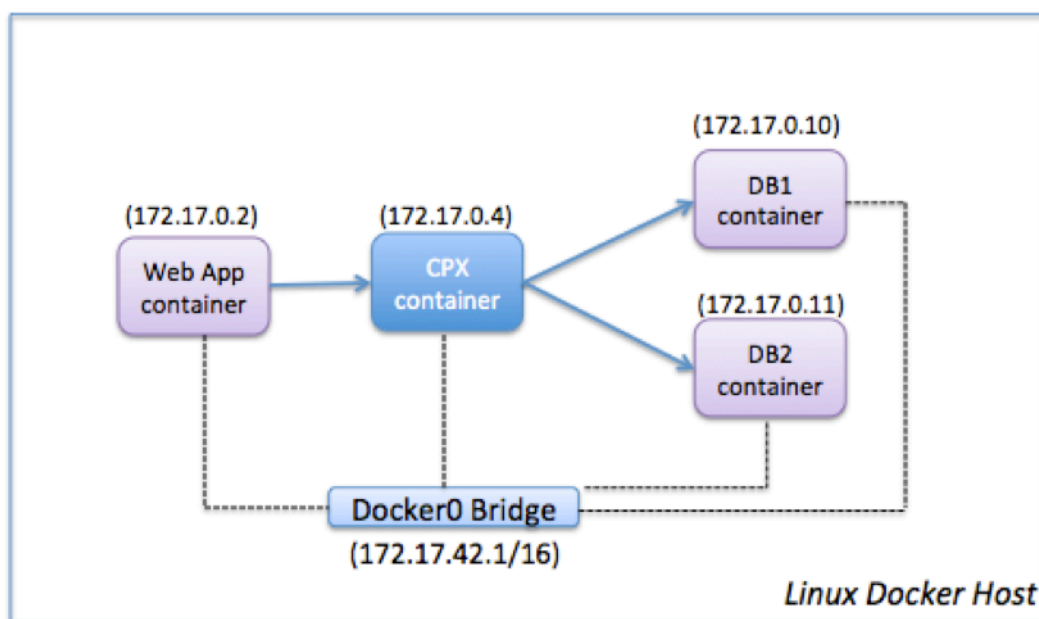 (172.17.0.10)
DB1
container
(172.17.0.2)
Web App
container
(172.17.0.4)
CPX
container
(172.17.0.11)
DB2
container
Docker0 Bridge
(172.17.42.1/16)
Linux Docker Host